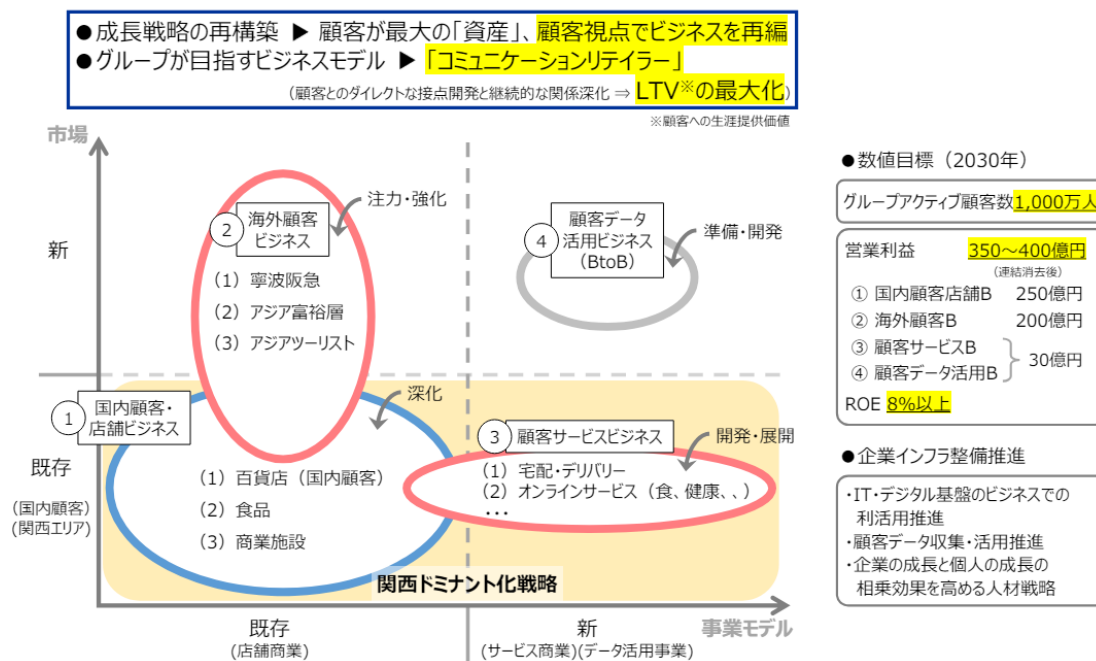 ●成長戦略の再構築 ▶ 顧客が最大の「資産」、顧客視点でビジネスを再編
●グループが目指すビジネスモデル ▶ 「コミュニケーションリテイラー」
(顧客とのダイレクトな接点開発と継続的な関係深化 ⇒ LTV※の最大化)
※顧客への生涯提供価値
市場
新
既存
(国内顧客)
(関西エリア)
② 海外顧客
ビジネス
注力・強化
(1) 寧波阪急
(2) アジア富裕層
(3) アジアツーリスト
④ 顧客データ
活用ビジネス
(BtoB)
準備・開発
① 国内顧客・
店舗ビジネス
深化
(1) 百貨店(国内顧客)
(2) 食品
(3) 商業施設
③ 顧客サービスビジネス
開発・展開
(1) 宅配・デリバリー
(2) オンラインサービス(食、健康、、)
・・・
関西ドミナント化戦略
既存
(店舗商業)
新
(サービス商業)(データ活用事業)
事業モデル
●数値目標(2030年)
グループアクティブ顧客数1,000万人
営業利益 350~400億円
(連結消去後)
① 国内顧客店舗B 250億円
② 海外顧客B 200億円
③ 顧客サービスB
④ 顧客データ活用B
30億円
ROE 8%以上
●企業インフラ整備推進
・IT・デジタル基盤のビジネスでの
利活用推進
・顧客データ収集・活用推進
・企業の成長と個人の成長の
相乗効果を高める人材戦略